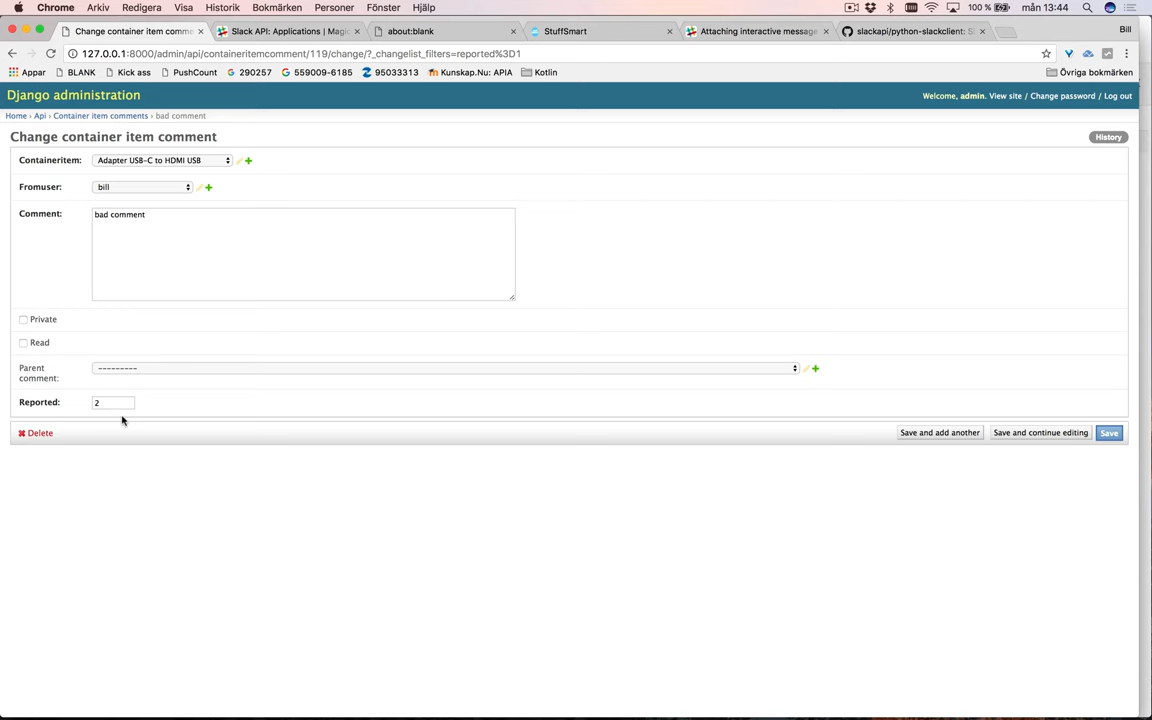 Chrome Arkiv Redigera Visa Historik Bokmärken Personer Fönster Hjälp 100 % mån 13:44
Change container item comme Slack API: Applications | Magi about:blank StuffSmart Attaching interactive message slackapi/python-slackclient: Sl Bill
127.0.0.1:8000/admin/api/containeritemcomment/119/change/?_changelist_filters=reported%3D1
Appar BLANK Kick ass PushCount 290257 559009-6185 95033313 Kunskap.Nu: APIA Kotlin Övriga bokmärken
Django administration Welcome, admin. View site / Change password / Log out
Home › Api › Container item comments › bad comment
Change container item comment History
Containeritem: Adapter USB-C to HDMI USB
Fromuser: bill
Comment: bad comment
Private
Read
Parent comment: ---------
Reported: 2
Delete Save and add another Save and continue editing Save